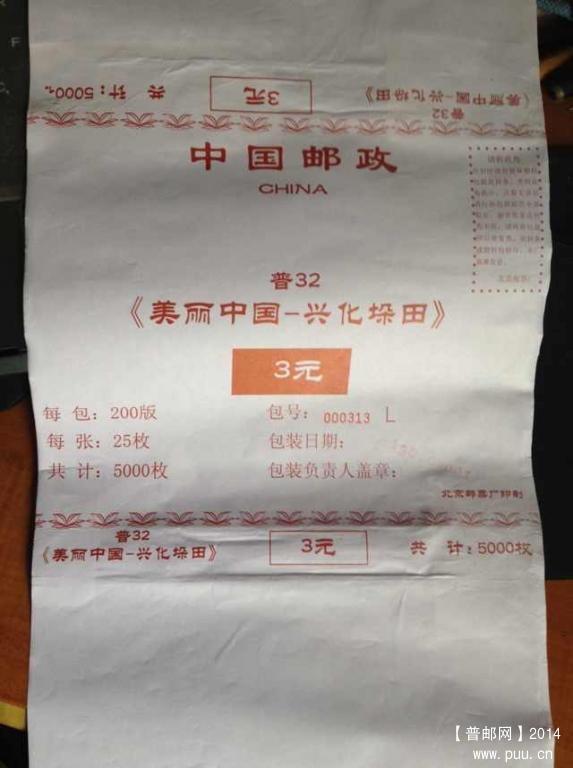 普32
《美丽中国-兴化垛田》 3元 共 计：5000
中国邮政
CHINA
普32
《美丽中国-兴化垛田》
3元
每 包：200版 包号：000313 L
每 张：25枚 包装日期：
共 计：5000枚 包装负责人盖章：
北京邮票厂印制
普32
《美丽中国-兴化垛田》 3元 共 计：5000枚
【普邮网】2014
www.puu.cn